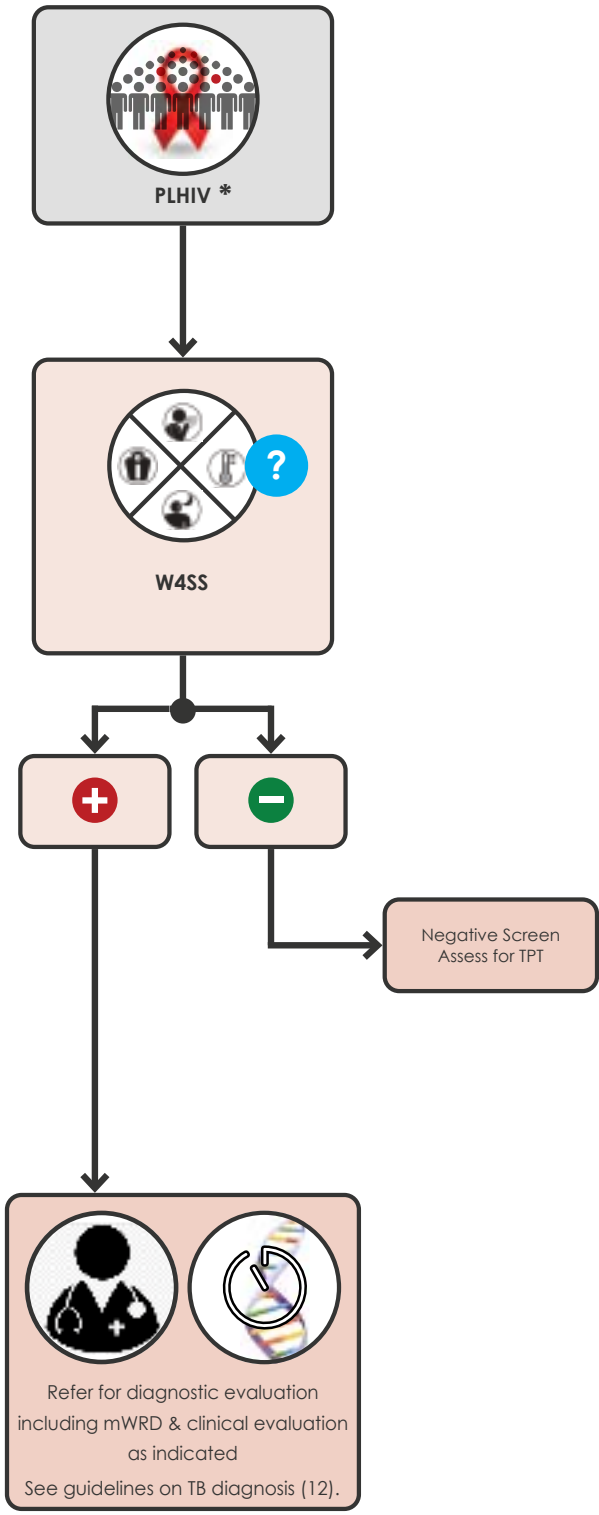 PLHIV *
?
W4SS
+
−
Negative Screen
Assess for TPT
Refer for diagnostic evaluation
including mWRD & clinical evaluation
as indicated
See guidelines on TB diagnosis (12).